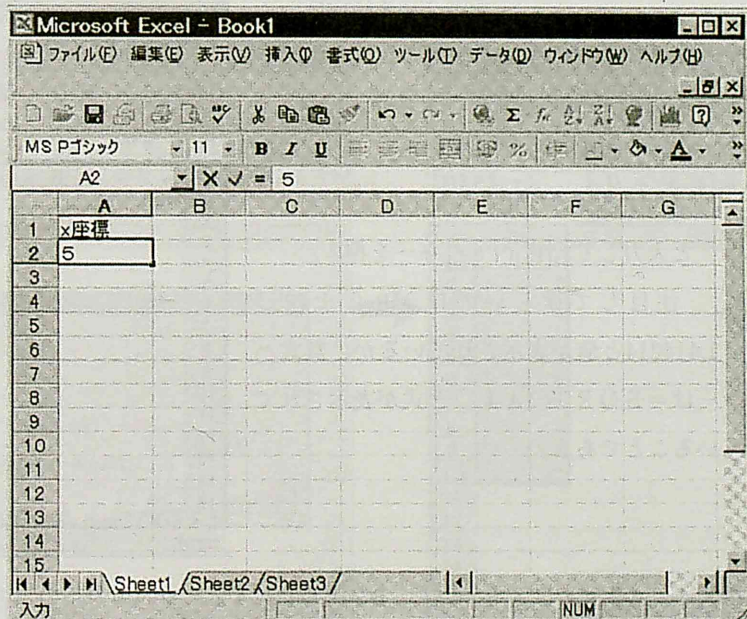 Microsoft Excel - Book1
ファイル(F) 編集(E) 表示(V) 挿入(I) 書式(O) ツール(T) データ(D) ウィンドウ(W) ヘルプ(H)
MS Pゴシック 11 B I U
A2 = 5
A B C D E F G
1 x座標
2 5
3
4
5
6
7
8
9
10
11
12
13
14
15
Sheet1 Sheet2 Sheet3
入力 NUM